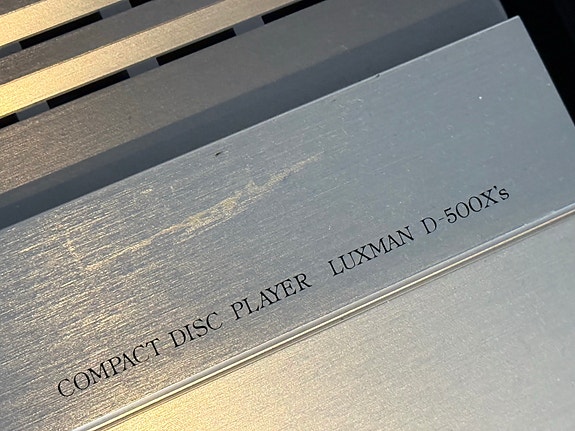 COMPACT DISC PLAYER LUXMAN D-500X's